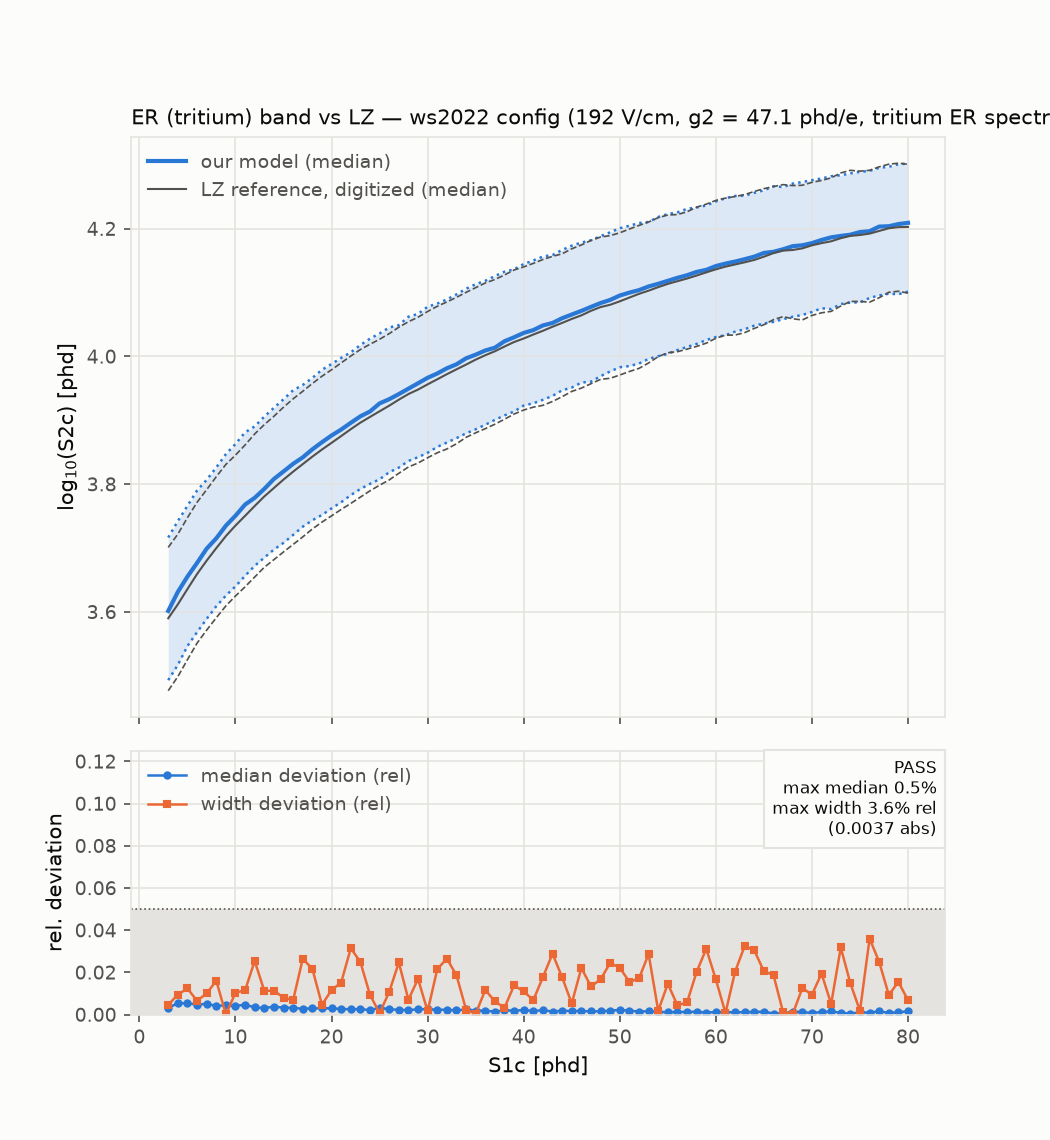 ER (tritium) band vs LZ — ws2022 config (192 V/cm, g2 = 47.1 phd/e, tritium ER
our model (median)
LZ reference, digitized (median)
log10(S2c) [phd]
4.2
4.0
3.8
3.6
median deviation (rel)
width deviation (rel)
PASS
max median 0.5%
max width 3.6% rel
(0.0037 abs)
rel. deviation
0.12
0.10
0.08
0.06
0.04
0.02
0.00
0 10 20 30 40 50 60 70 80
S1c [phd]